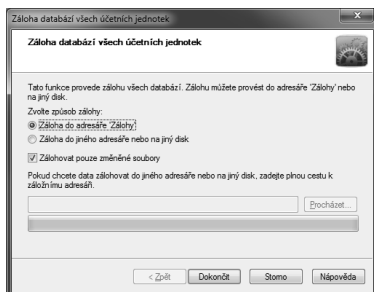 Záloha databází všech účetních jednotek
Záloha databází všech účetních jednotek
Tato funkce provede zálohu všech databází. Zálohu můžete provést do adresáře 'Zálohy' nebo
na jiný disk.
Zvolte způsob zálohy:
Záloha do adresáře 'Zálohy'
Záloha do jiného adresáře nebo na jiný disk
Zálohovat pouze změněné soubory
Pokud chcete data zálohovat do jiného adresáře nebo na jiný disk, zadejte plnou cestu k
záložnímu adresáři.
Procházet...
< Zpět Dokončit Storno Nápověda